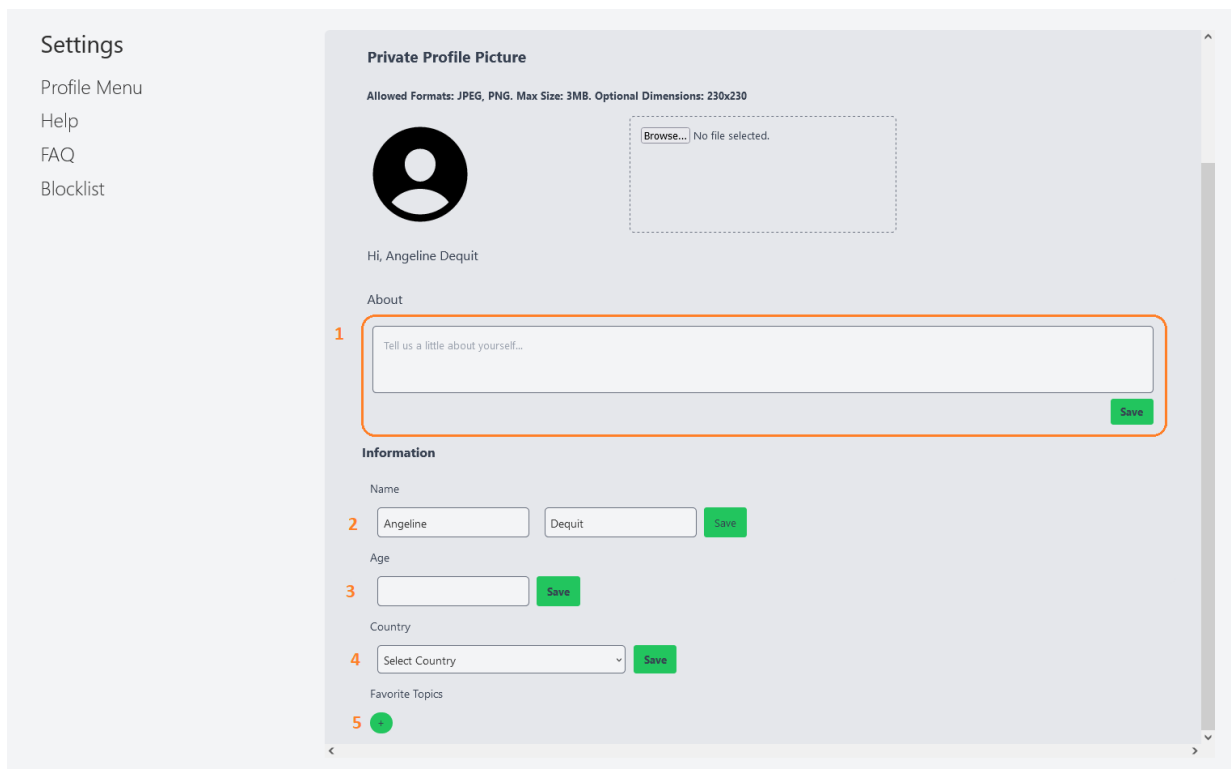 Settings
Profile Menu
Help
FAQ
Blocklist
Private Profile Picture
Allowed Formats: JPEG, PNG. Max Size: 3MB. Optional Dimensions: 230x230
Browse... No file selected.
Hi, Angeline Dequit
About
1
Tell us a little about yourself...
Save
Information
Name
2 Angeline Dequit Save
Age
3 Save
Country
4 Select Country Save
Favorite Topics
5 +